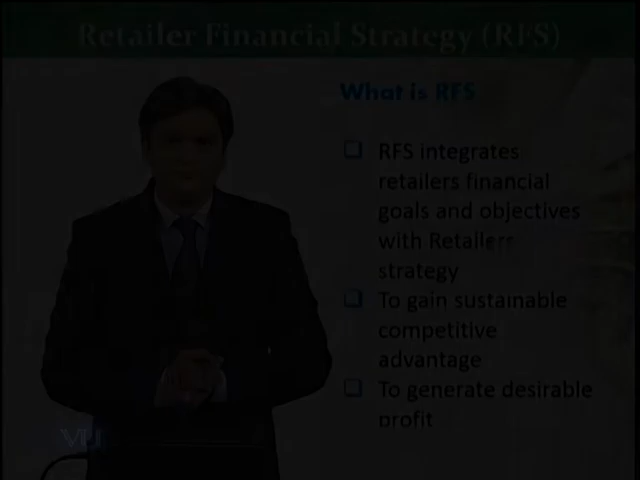 Retailer Financial Strategy (RFS)
What is RFS
RFS integrates
retailers financial
goals and objectives
with Retailers
strategy
To gain sustainable
competitive
advantage
To generate desirable
profit
VU